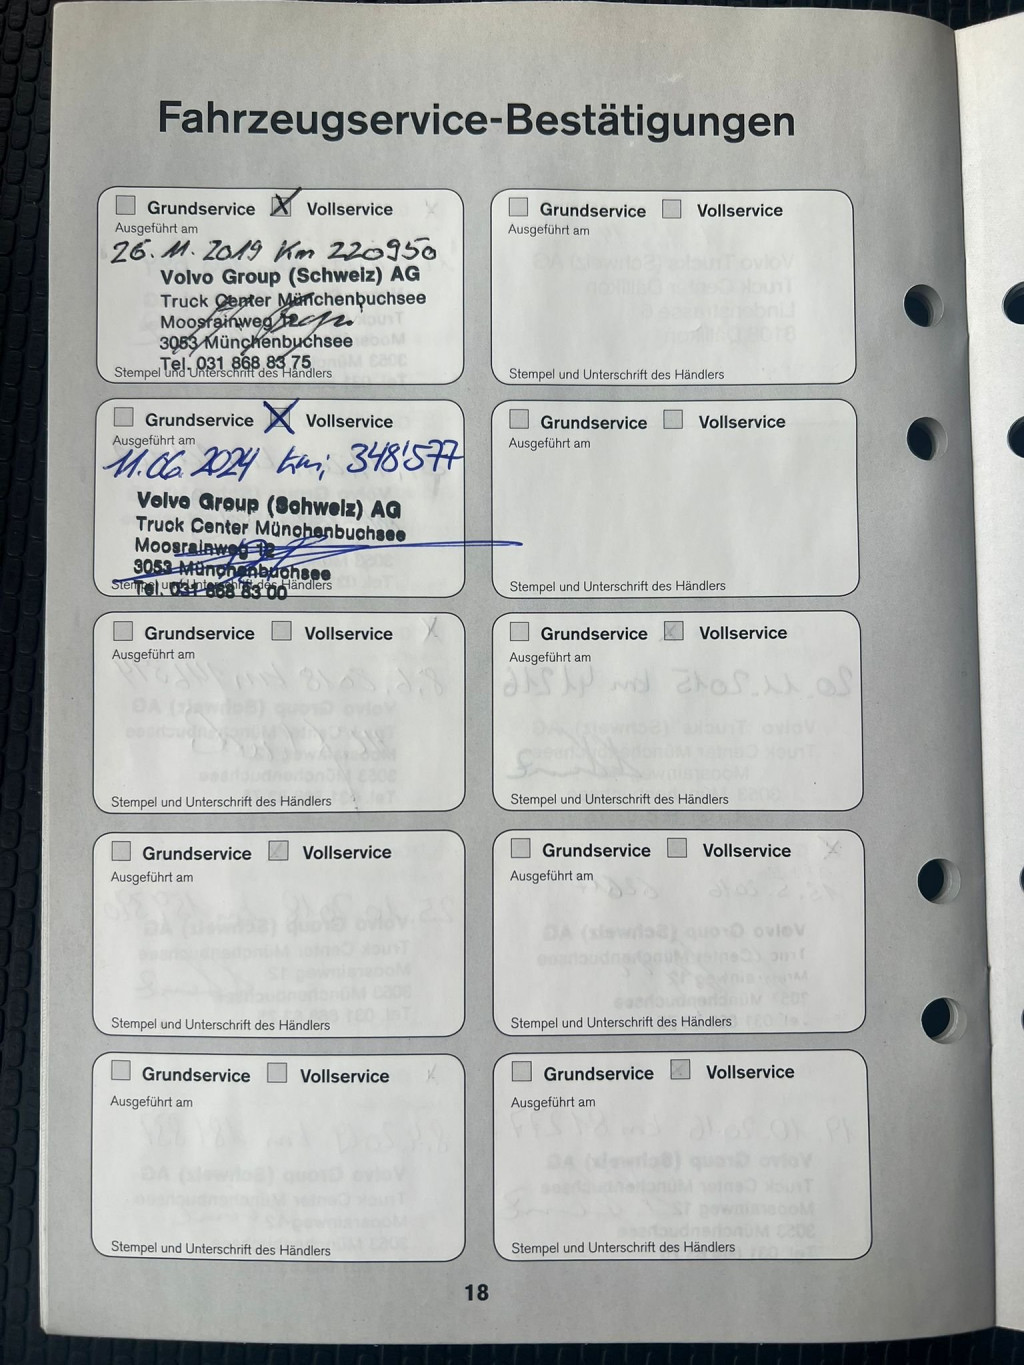 Fahrzeugservice-Bestätigungen
Grundservice Vollservice
Ausgeführt am
26.11.2019 Km 220950
Volvo Group (Schweiz) AG
Truck Center Münchenbuchsee
Moosrainweg 12
3053 Münchenbuchsee
Tel. 031 868 83 75
Stempel und Unterschrift des Händlers
Grundservice Vollservice
Ausgeführt am
Stempel und Unterschrift des Händlers
Grundservice Vollservice
Ausgeführt am
11.06.2024 km; 348'577
Volvo Group (Schweiz) AG
Truck Center Münchenbuchsee
Moosrainweg 12
3053 Münchenbuchsee
Stempel und Unterschrift des Händlers
Tel. 031 868 83 00
Grundservice Vollservice
Ausgeführt am
Stempel und Unterschrift des Händlers
Grundservice Vollservice
Ausgeführt am
Stempel und Unterschrift des Händlers
Grundservice Vollservice
Ausgeführt am
Stempel und Unterschrift des Händlers
Grundservice Vollservice
Ausgeführt am
Stempel und Unterschrift des Händlers
Grundservice Vollservice
Ausgeführt am
Stempel und Unterschrift des Händlers
Grundservice Vollservice
Ausgeführt am
Stempel und Unterschrift des Händlers
Grundservice Vollservice
Ausgeführt am
Stempel und Unterschrift des Händlers
18